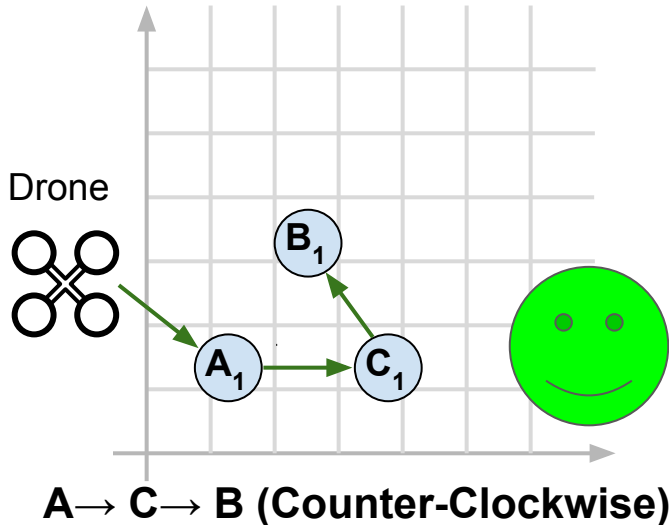 Drone
B₁
A₁
C₁
A→ C→ B (Counter-Clockwise)